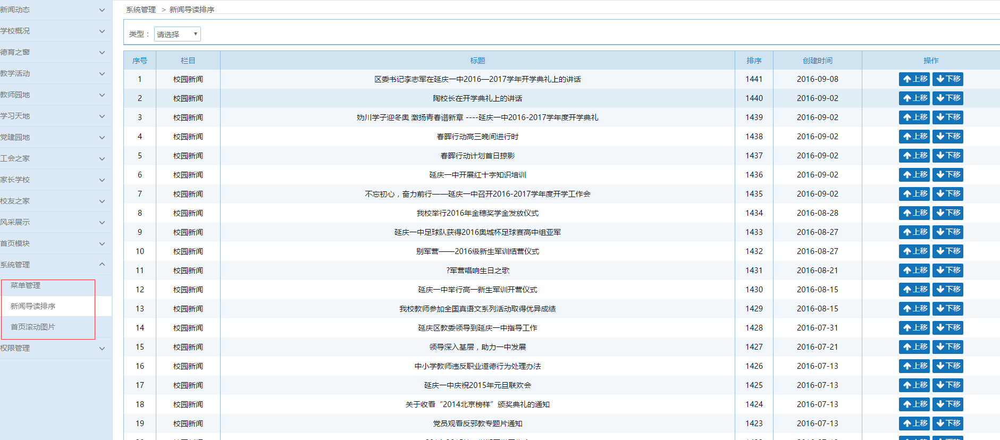 新闻动态
学校概况
德育之窗
教学活动
教师园地
学习天地
党建园地
工会之家
家长学校
校友之家
风采展示
首页模块
系统管理
菜单管理
新闻导读排序
首页滚动图片
权限管理
系统管理 > 新闻导读排序
类型： 请选择
序号 栏目 标题 排序 创建时间 操作
1 校园新闻 区委书记李志军在延庆一中2016—2017学年开学典礼上的讲话 1441 2016-09-08 上移 下移
2 校园新闻 陶校长在开学典礼上的讲话 1440 2016-09-02 上移 下移
3 校园新闻 妫川学子迎冬奥 激扬青春谱新章 ----延庆一中2016-2017学年度开学典礼 1439 2016-09-02 上移 下移
4 校园新闻 春晖行动高三晚间进行时 1438 2016-09-02 上移 下移
5 校园新闻 春晖行动计划首日掠影 1437 2016-09-02 上移 下移
6 校园新闻 延庆一中开展红十字知识培训 1436 2016-09-02 上移 下移
7 校园新闻 不忘初心，奋力前行——延庆一中召开2016-2017学年度开学工作会 1435 2016-09-02 上移 下移
8 校园新闻 我校举行2016年金穗奖学金发放仪式 1434 2016-08-28 上移 下移
9 校园新闻 延庆一中足球队获得2016奥城杯足球赛高中组亚军 1433 2016-08-27 上移 下移
10 校园新闻 别军营——2016级新生军训结营仪式 1432 2016-08-27 上移 下移
11 校园新闻 ?军营唱响生日之歌 1431 2016-08-21 上移 下移
12 校园新闻 延庆一中举行高一新生军训开营仪式 1430 2016-08-15 上移 下移
13 校园新闻 我校教师参加全国真语文系列活动取得优异成绩 1429 2016-08-15 上移 下移
14 校园新闻 延庆区教委领导到延庆一中指导工作 1428 2016-07-31 上移 下移
15 校园新闻 领导深入基层，助力一中发展 1427 2016-07-21 上移 下移
16 校园新闻 中小学教师违反职业道德行为处理办法 1426 2016-07-13 上移 下移
17 校园新闻 延庆一中庆祝2015年元旦联欢会 1425 2016-07-13 上移 下移
18 校园新闻 关于收看“2014北京榜样”颁奖典礼的通知 1424 2016-07-13 上移 下移
19 校园新闻 党员观看反邪教专题片通知 1423 2016-07-13 上移 下移